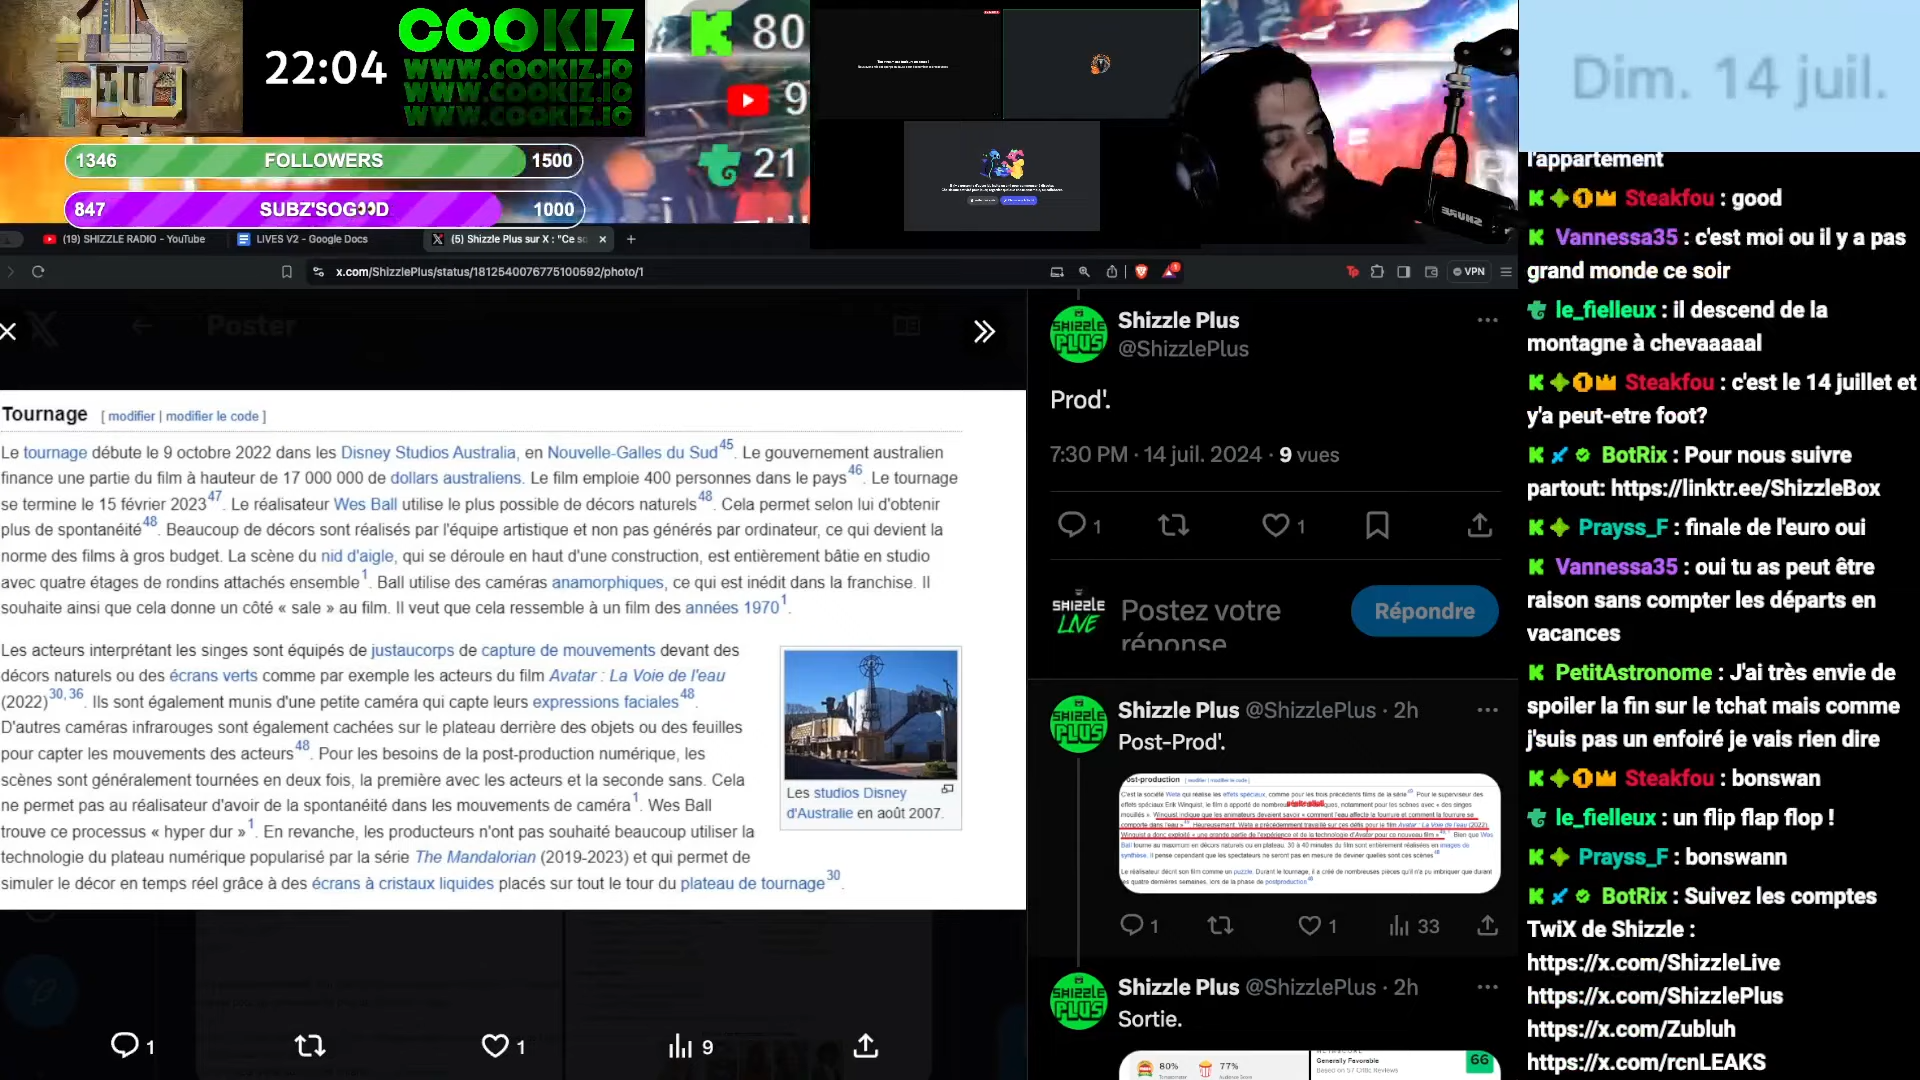 22:04
COOKIZ
WWW.COOKIZ.IO
WWW.COOKIZ.IO
WWW.COOKIZ.IO
80
9
21
1346 FOLLOWERS 1500
847 SUBZ'SOG👀D 1000
SHURE
Dim. 14 juil.
(19) SHIZZLE RADIO - YouTube
LIVES V2 - Google Docs
(5) Shizzle Plus sur X : "Ce so
x.com/ShizzlePlus/status/1812540076775100592/photo/1
VPN
Poster
Tournage [ modifier | modifier le code ]
Le tournage débute le 9 octobre 2022 dans les Disney Studios Australia, en Nouvelle-Galles du Sud45. Le gouvernement australien
finance une partie du film à hauteur de 17 000 000 de dollars australiens. Le film emploie 400 personnes dans le pays46. Le tournage
se termine le 15 février 202347. Le réalisateur Wes Ball utilise le plus possible de décors naturels48. Cela permet selon lui d'obtenir
plus de spontanéité48. Beaucoup de décors sont réalisés par l'équipe artistique et non pas générés par ordinateur, ce qui devient la
norme des films à gros budget. La scène du nid d'aigle, qui se déroule en haut d'une construction, est entièrement bâtie en studio
avec quatre étages de rondins attachés ensemble1. Ball utilise des caméras anamorphiques, ce qui est inédit dans la franchise. Il
souhaite ainsi que cela donne un côté « sale » au film. Il veut que cela ressemble à un film des années 19701.
Les acteurs interprétant les singes sont équipés de justaucorps de capture de mouvements devant des
décors naturels ou des écrans verts comme par exemple les acteurs du film Avatar : La Voie de l'eau
(2022)30, 36. Ils sont également munis d'une petite caméra qui capte leurs expressions faciales48.
D'autres caméras infrarouges sont également cachées sur le plateau derrière des objets ou des feuilles
pour capter les mouvements des acteurs48. Pour les besoins de la post-production numérique, les
scènes sont généralement tournées en deux fois, la première avec les acteurs et la seconde sans. Cela
ne permet pas au réalisateur d'avoir de la spontanéité dans les mouvements de caméra1. Wes Ball
trouve ce processus « hyper dur »1. En revanche, les producteurs n'ont pas souhaité beaucoup utiliser la
technologie du plateau numérique popularisé par la série The Mandalorian (2019-2023) et qui permet de
simuler le décor en temps réel grâce à des écrans à cristaux liquides placés sur tout le tour du plateau de tournage30.
Les studios Disney
d'Australie en août 2007.
1
1
9
SHIZZLE PLUS
Shizzle Plus
@ShizzlePlus
Prod'.
7:30 PM · 14 juil. 2024 · 9 vues
1
1
SHIZZLE LIVE
Postez votre
réponse
Répondre
SHIZZLE PLUS
Shizzle Plus @ShizzlePlus · 2h
Post-Prod'.
1
1
33
SHIZZLE PLUS
Shizzle Plus @ShizzlePlus · 2h
Sortie.
80%
77%
Generally Favorable
Based on 57 Critic Reviews
66
l'appartement
Steakfou : good
Vannessa35 : c'est moi ou il y a pas
grand monde ce soir
le_fielleux : il descend de la
montagne à chevaaaaal
Steakfou : c'est le 14 juillet et
y'a peut-etre foot?
BotRix : Pour nous suivre
partout: https://linktr.ee/ShizzleBox
Prayss_F : finale de l'euro oui
Vannessa35 : oui tu as peut être
raison sans compter les départs en
vacances
PetitAstronome : J'ai très envie de
spoiler la fin sur le tchat mais comme
j'suis pas un enfoiré je vais rien dire
Steakfou : bonswan
le_fielleux : un flip flap flop !
Prayss_F : bonswann
BotRix : Suivez les comptes
TwiX de Shizzle :
https://x.com/ShizzleLive
https://x.com/ShizzlePlus
https://x.com/Zubluh
https://x.com/rcnLEAKS